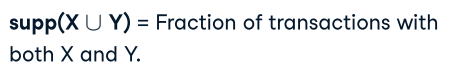 supp(X ∪ Y) = Fraction of transactions with
both X and Y.